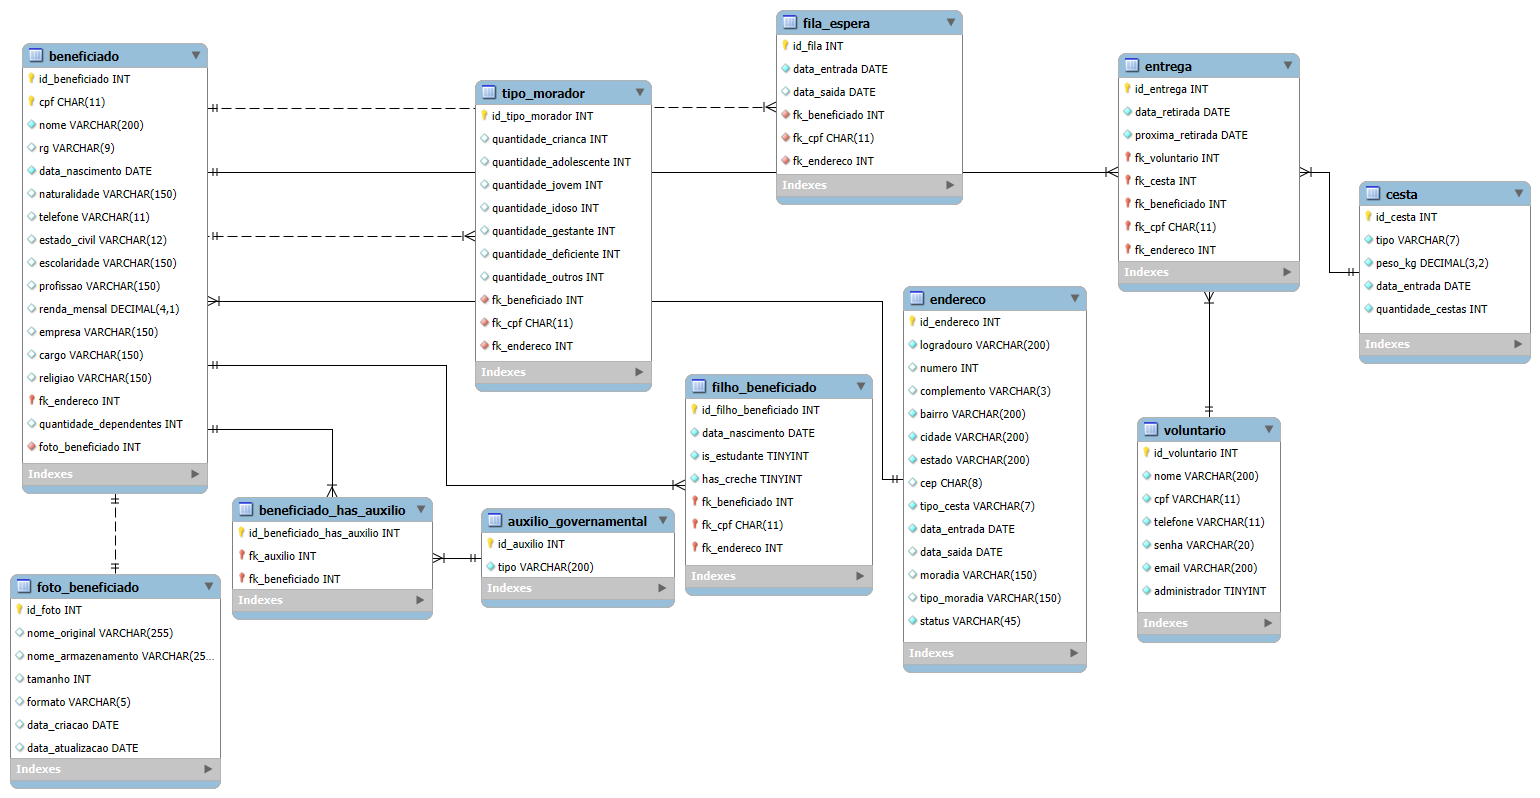 beneficiado
id_beneficiado INT
cpf CHAR(11)
nome VARCHAR(200)
rg VARCHAR(9)
data_nascimento DATE
naturalidade VARCHAR(150)
telefone VARCHAR(11)
estado_civil VARCHAR(12)
escolaridade VARCHAR(150)
profissao VARCHAR(150)
renda_mensal DECIMAL(4,1)
empresa VARCHAR(150)
cargo VARCHAR(150)
religiao VARCHAR(150)
fk_endereco INT
quantidade_dependentes INT
foto_beneficiado INT
Indexes
tipo_morador
id_tipo_morador INT
quantidade_crianca INT
quantidade_adolescente INT
quantidade_jovem INT
quantidade_idoso INT
quantidade_gestante INT
quantidade_deficiente INT
quantidade_outros INT
fk_beneficiado INT
fk_cpf CHAR(11)
fk_endereco INT
Indexes
fila_espera
id_fila INT
data_entrada DATE
data_saida DATE
fk_beneficiado INT
fk_cpf CHAR(11)
fk_endereco INT
Indexes
entrega
id_entrega INT
data_retirada DATE
proxima_retirada DATE
fk_voluntario INT
fk_cesta INT
fk_beneficiado INT
fk_cpf CHAR(11)
fk_endereco INT
Indexes
cesta
id_cesta INT
tipo VARCHAR(7)
peso_kg DECIMAL(3,2)
data_entrada DATE
quantidade_cestas INT
Indexes
endereco
id_endereco INT
logradouro VARCHAR(200)
numero INT
complemento VARCHAR(3)
bairro VARCHAR(200)
cidade VARCHAR(200)
estado VARCHAR(200)
cep CHAR(8)
tipo_cesta VARCHAR(7)
data_entrada DATE
data_saida DATE
moradia VARCHAR(150)
tipo_moradia VARCHAR(150)
status VARCHAR(45)
Indexes
filho_beneficiado
id_filho_beneficiado INT
data_nascimento DATE
is_estudante TINYINT
has_creche TINYINT
fk_beneficiado INT
fk_cpf CHAR(11)
fk_endereco INT
Indexes
voluntario
id_voluntario INT
nome VARCHAR(200)
cpf VARCHAR(11)
telefone VARCHAR(11)
senha VARCHAR(20)
email VARCHAR(200)
administrador TINYINT
Indexes
beneficiado_has_auxilio
id_beneficiado_has_auxilio INT
fk_auxilio INT
fk_beneficiado INT
Indexes
auxilio_governamental
id_auxilio INT
tipo VARCHAR(200)
Indexes
foto_beneficiado
id_foto INT
nome_original VARCHAR(255)
nome_armazenamento VARCHAR(25...
tamanho INT
formato VARCHAR(5)
data_criacao DATE
data_atualizacao DATE
Indexes